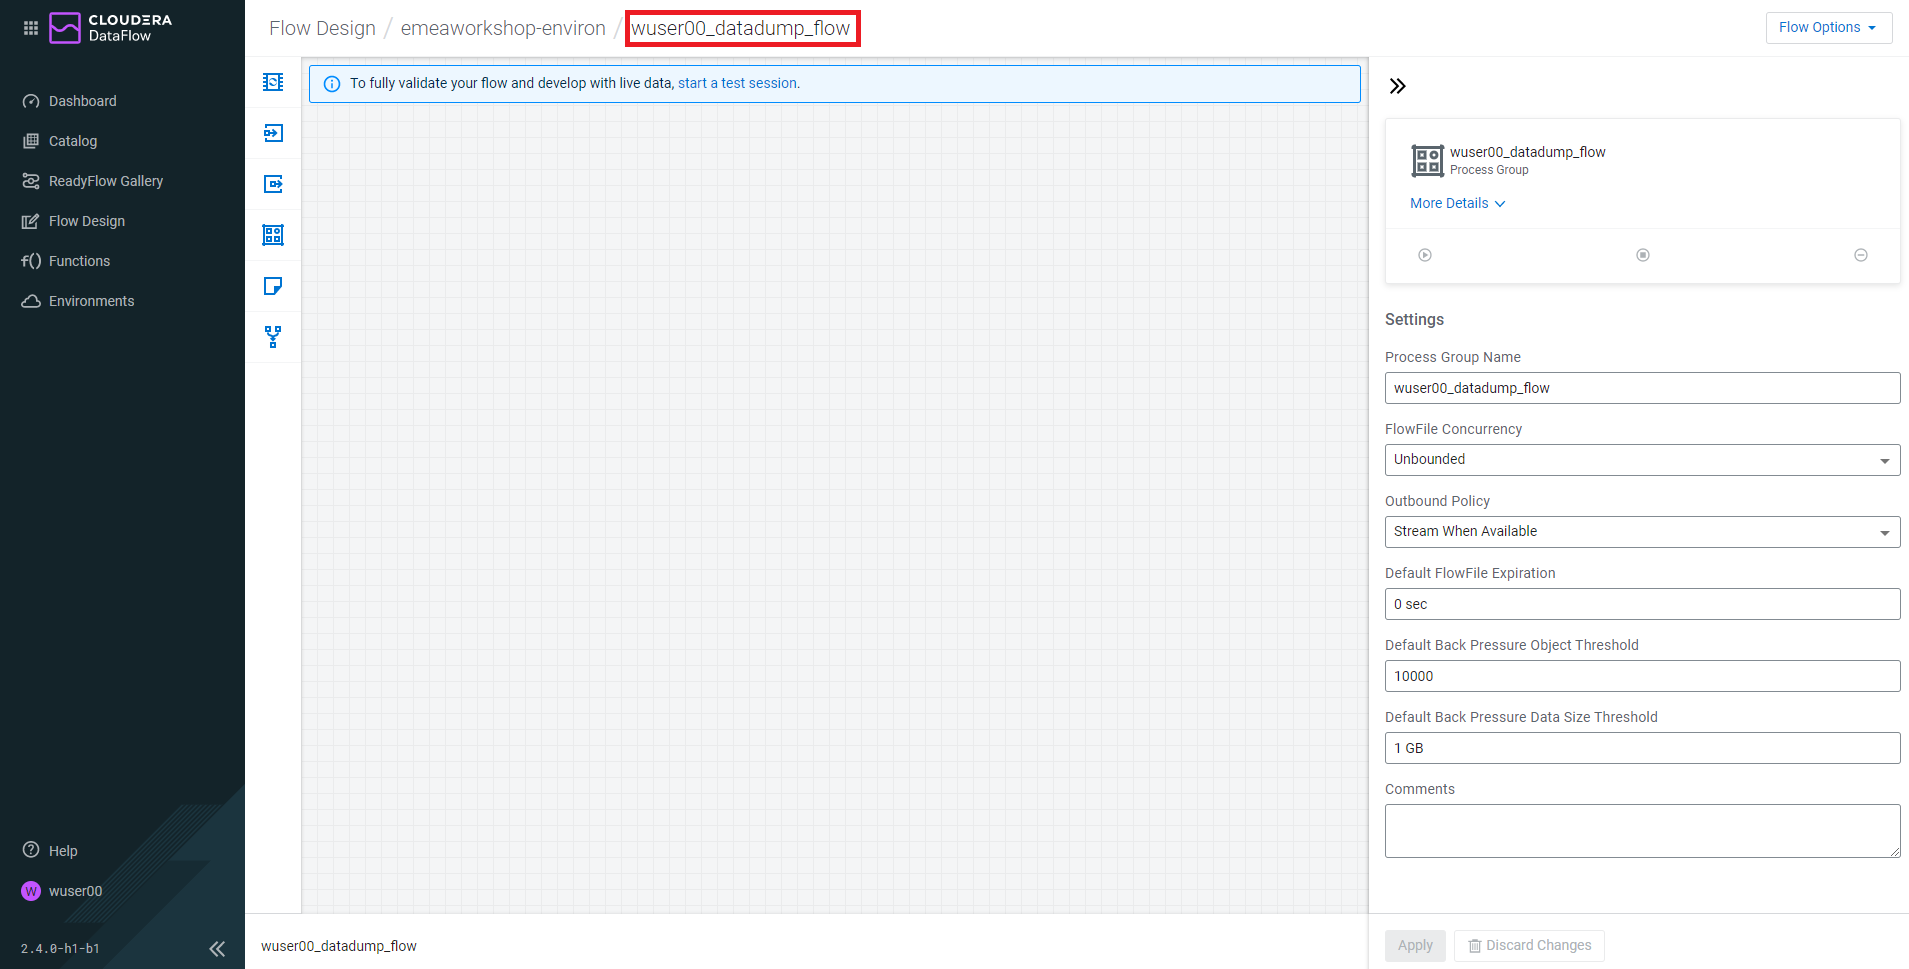 CLOUDERA
DataFlow
Dashboard
Catalog
ReadyFlow Gallery
Flow Design
f() Functions
Environments
Help
W wuser00
2.4.0-h1-b1
Flow Design / emeaworkshop-environ / wuser00_datadump_flow
Flow Options
To fully validate your flow and develop with live data, start a test session.
wuser00_datadump_flow
wuser00_datadump_flow
Process Group
More Details
Settings
Process Group Name
wuser00_datadump_flow
FlowFile Concurrency
Unbounded
Outbound Policy
Stream When Available
Default FlowFile Expiration
0 sec
Default Back Pressure Object Threshold
10000
Default Back Pressure Data Size Threshold
1 GB
Comments
Apply
Discard Changes